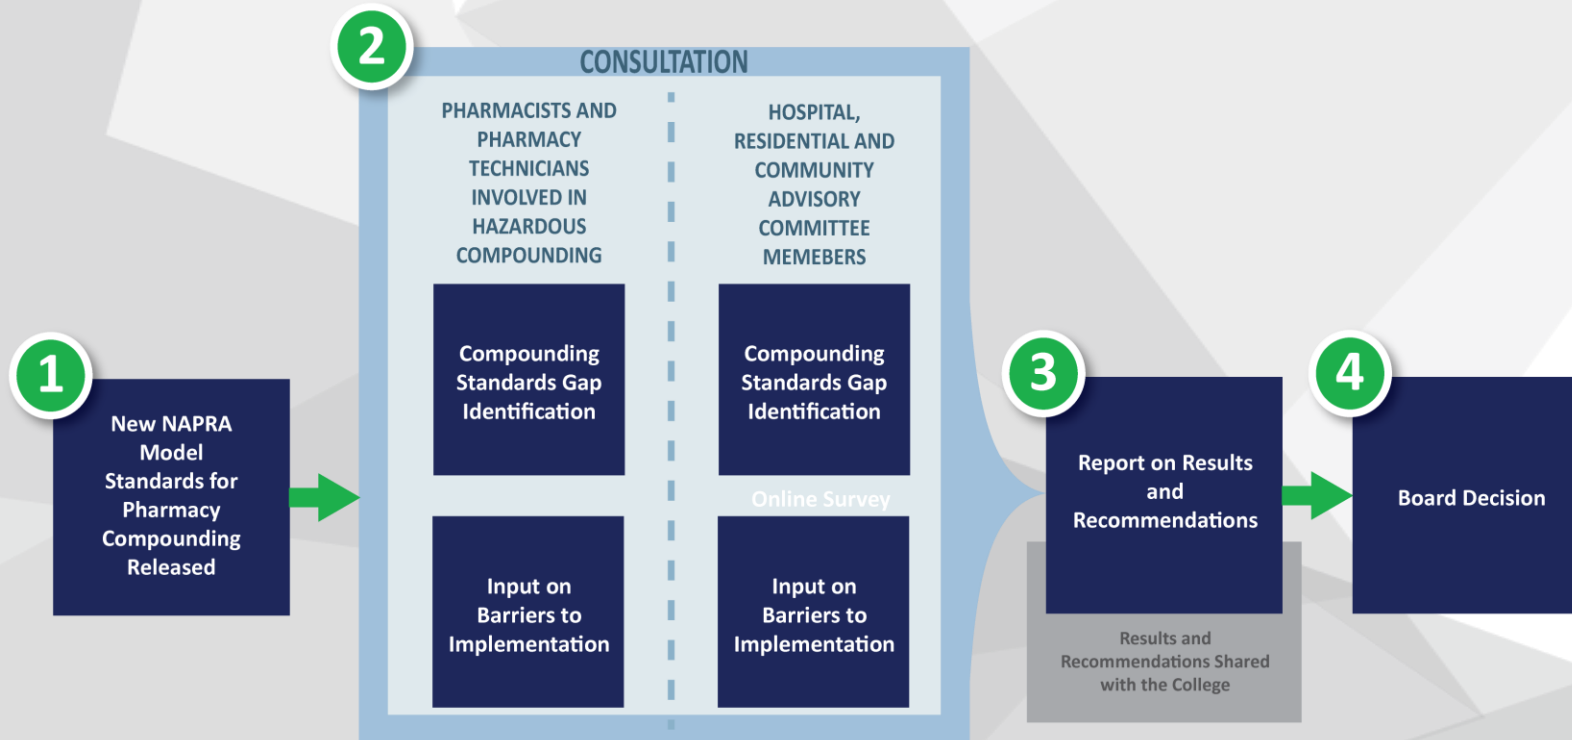 1
New NAPRA
Model
Standards for
Pharmacy
Compounding
Released
2
CONSULTATION
PHARMACISTS AND
PHARMACY
TECHNICIANS
INVOLVED IN
HAZARDOUS
COMPOUNDING
Compounding
Standards Gap
Identification
Input on
Barriers to
Implementation
HOSPITAL,
RESIDENTIAL AND
COMMUNITY
ADVISORY
COMMITTEE
MEMEBERS
Compounding
Standards Gap
Identification
Online Survey
Input on
Barriers to
Implementation
3
Report on Results
and
Recommendations
Results and
Recommendations Shared
with the College
4
Board Decision